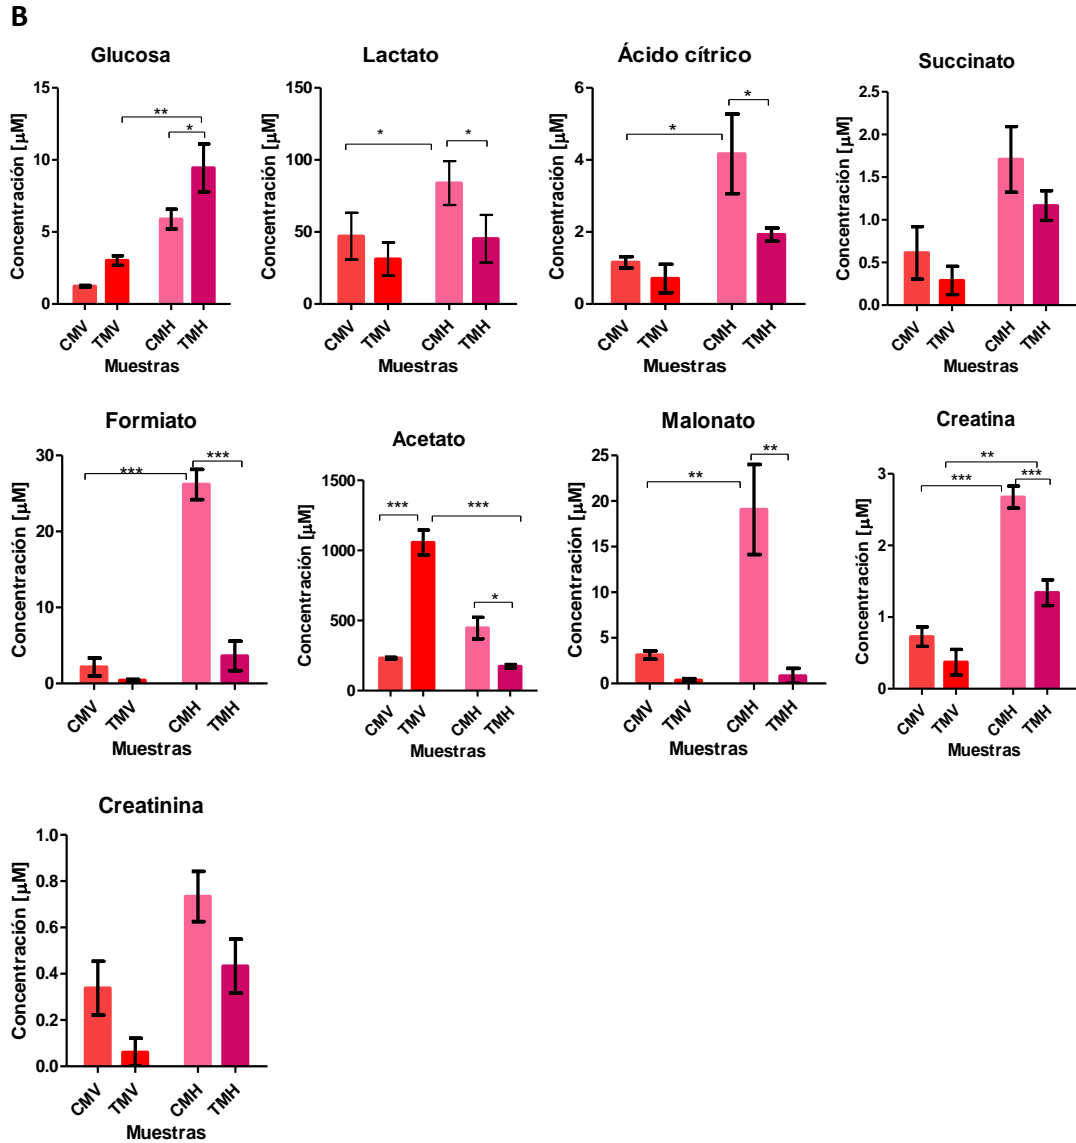 B
Glucosa
Concentración [µM]
15
10
5
0
**
*
CMV
TMV
CMH
TMH
Muestras
Lactato
Concentración [µM]
150
100
50
0
*
*
CMV
TMV
CMH
TMH
Muestras
Ácido cítrico
Concentración [µM]
6
4
2
0
*
*
CMV
TMV
CMH
TMH
Muestras
Succinato
Concentración [µM]
2.5
2.0
1.5
1.0
0.5
0.0
CMV
TMV
CMH
TMH
Muestras
Formiato
Concentración [µM]
30
20
10
0
***
***
CMV
TMV
CMH
TMH
Muestras
Acetato
Concentración [µM]
1500
1000
500
0
***
***
*
CMV
TMV
CMH
TMH
Muestras
Malonato
Concentración [µM]
25
20
15
10
5
0
**
**
CMV
TMV
CMH
TMH
Muestras
Creatina
Concentración [µM]
3
2
1
0
**
***
***
CMV
TMV
CMH
TMH
Muestras
Creatinina
Concentración [µM]
1.0
0.8
0.6
0.4
0.2
0.0
CMV
TMV
CMH
TMH
Muestras